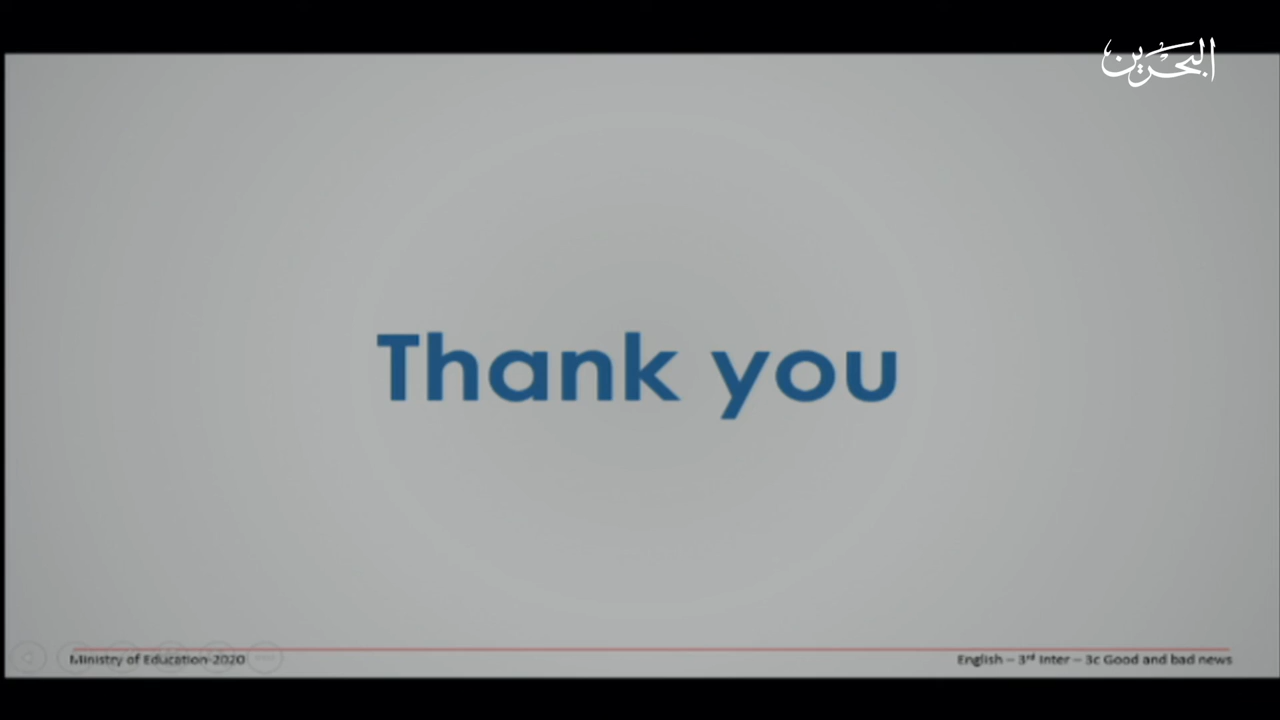 البحرين
Thank you
Ministry of Education-2020
English – 3rd Inter – 3c Good and bad news